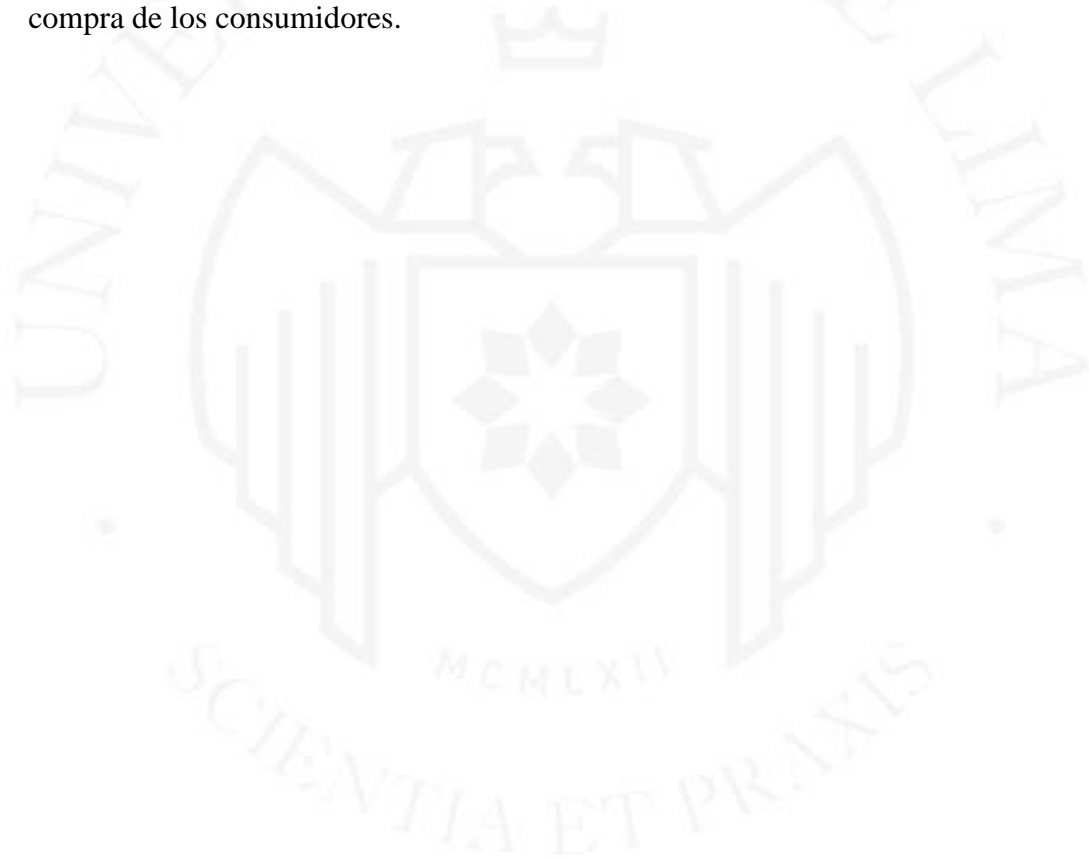 compra de los consumidores.
UNIVERSIDAD DE LIMA
MCMLXII
SCIENTIA ET PRAXIS